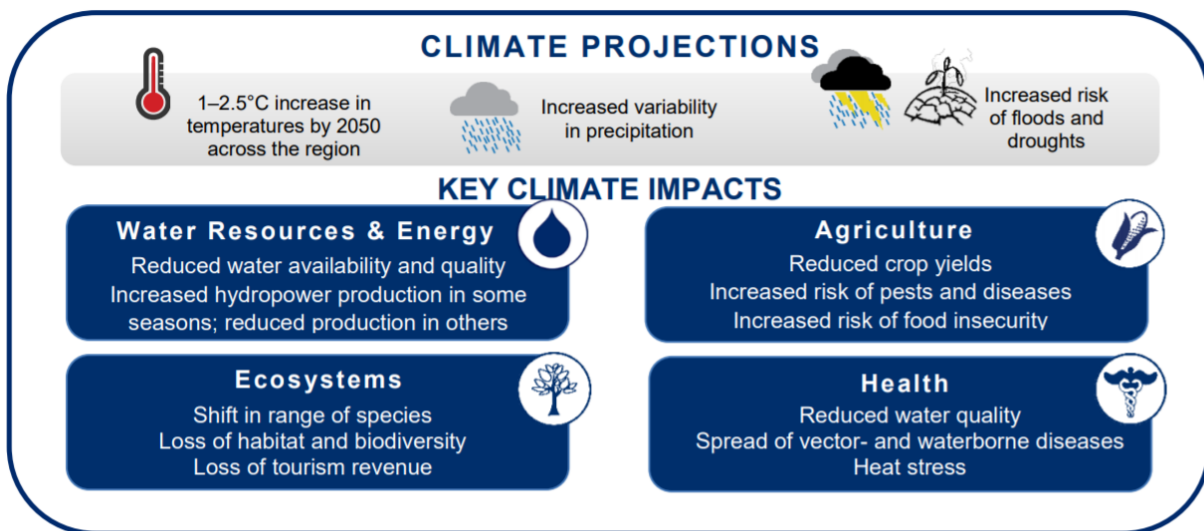 CLIMATE PROJECTIONS
1–2.5°C increase in
temperatures by 2050
across the region
Increased variability
in precipitation
Increased risk
of floods and
droughts
KEY CLIMATE IMPACTS
Water Resources & Energy
Reduced water availability and quality
Increased hydropower production in some
seasons; reduced production in others
Agriculture
Reduced crop yields
Increased risk of pests and diseases
Increased risk of food insecurity
Ecosystems
Shift in range of species
Loss of habitat and biodiversity
Loss of tourism revenue
Health
Reduced water quality
Spread of vector- and waterborne diseases
Heat stress